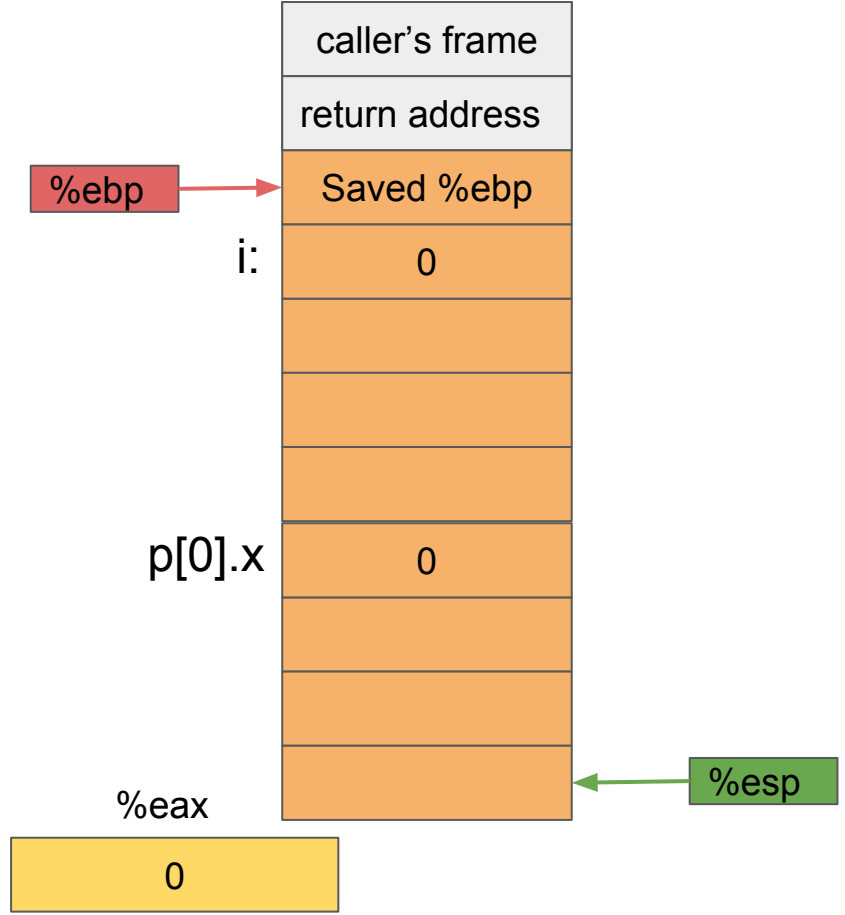 caller’s frame
return address
%ebp
Saved %ebp
i:
0
p[0].x
0
%esp
%eax
0